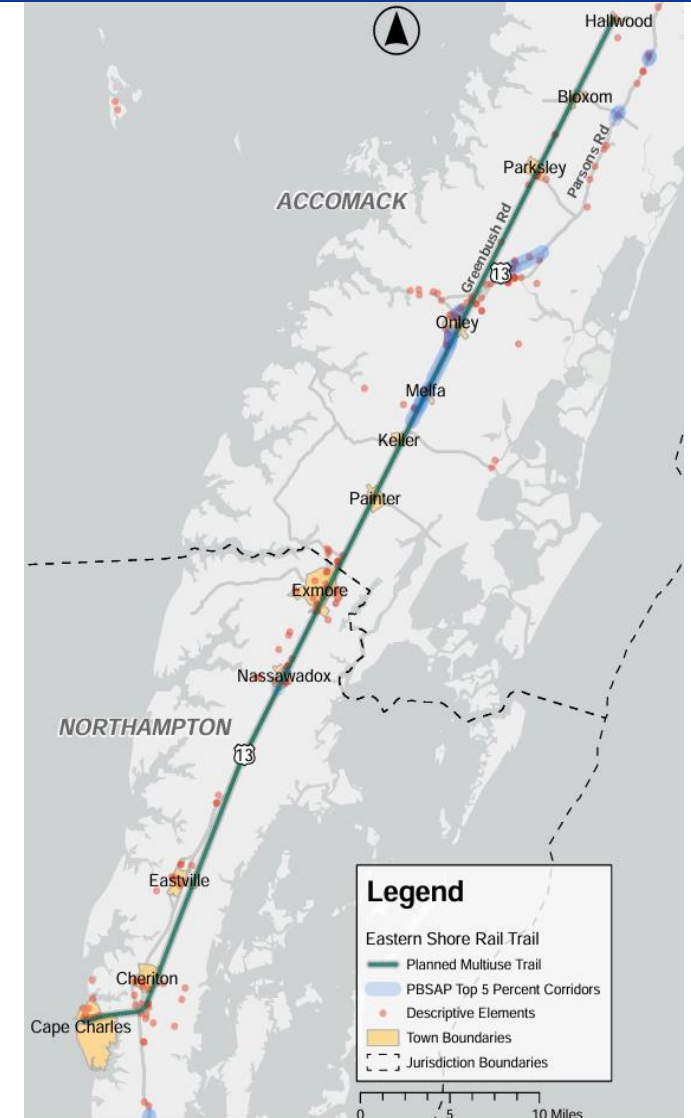 Hallwood
Bloxom
Parsons Rd
Parksley
ACCOMACK
Greenbush Rd
13
Onley
Melfa
Keller
Painter
Exmore
Nassawadox
NORTHAMPTON
13
Eastville
Cheriton
Cape Charles
Legend
Eastern Shore Rail Trail
Planned Multiuse Trail
PBSAP Top 5 Percent Corridors
Descriptive Elements
Town Boundaries
Jurisdiction Boundaries
0 5 10 Miles